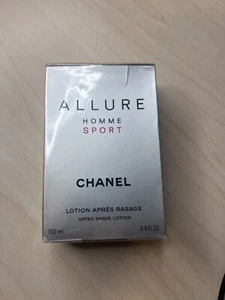 ALLURE
HOMME
SPORT
CHANEL
LOTION APRÈS RASAGE
AFTER SHAVE LOTION
100 ml 3.4 FL.OZ